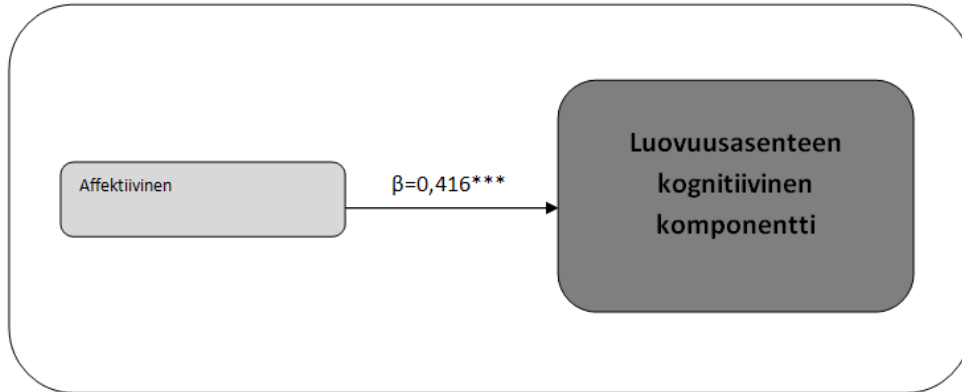 Affektiivinen
β=0,416***
Luovuusasenteen
kognitiivinen
komponentti